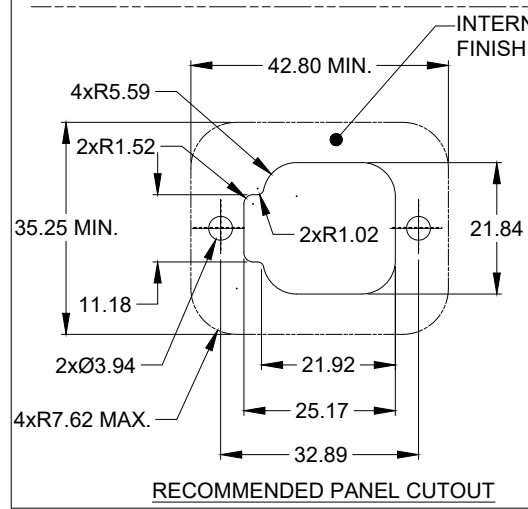 INTERN
FINISH
42.80 MIN.
4xR5.59
2xR1.52
35.25 MIN.
2xR1.02
21.84
11.18
2xØ3.94
21.92
4xR7.62 MAX.
25.17
32.89
RECOMMENDED PANEL CUTOUT